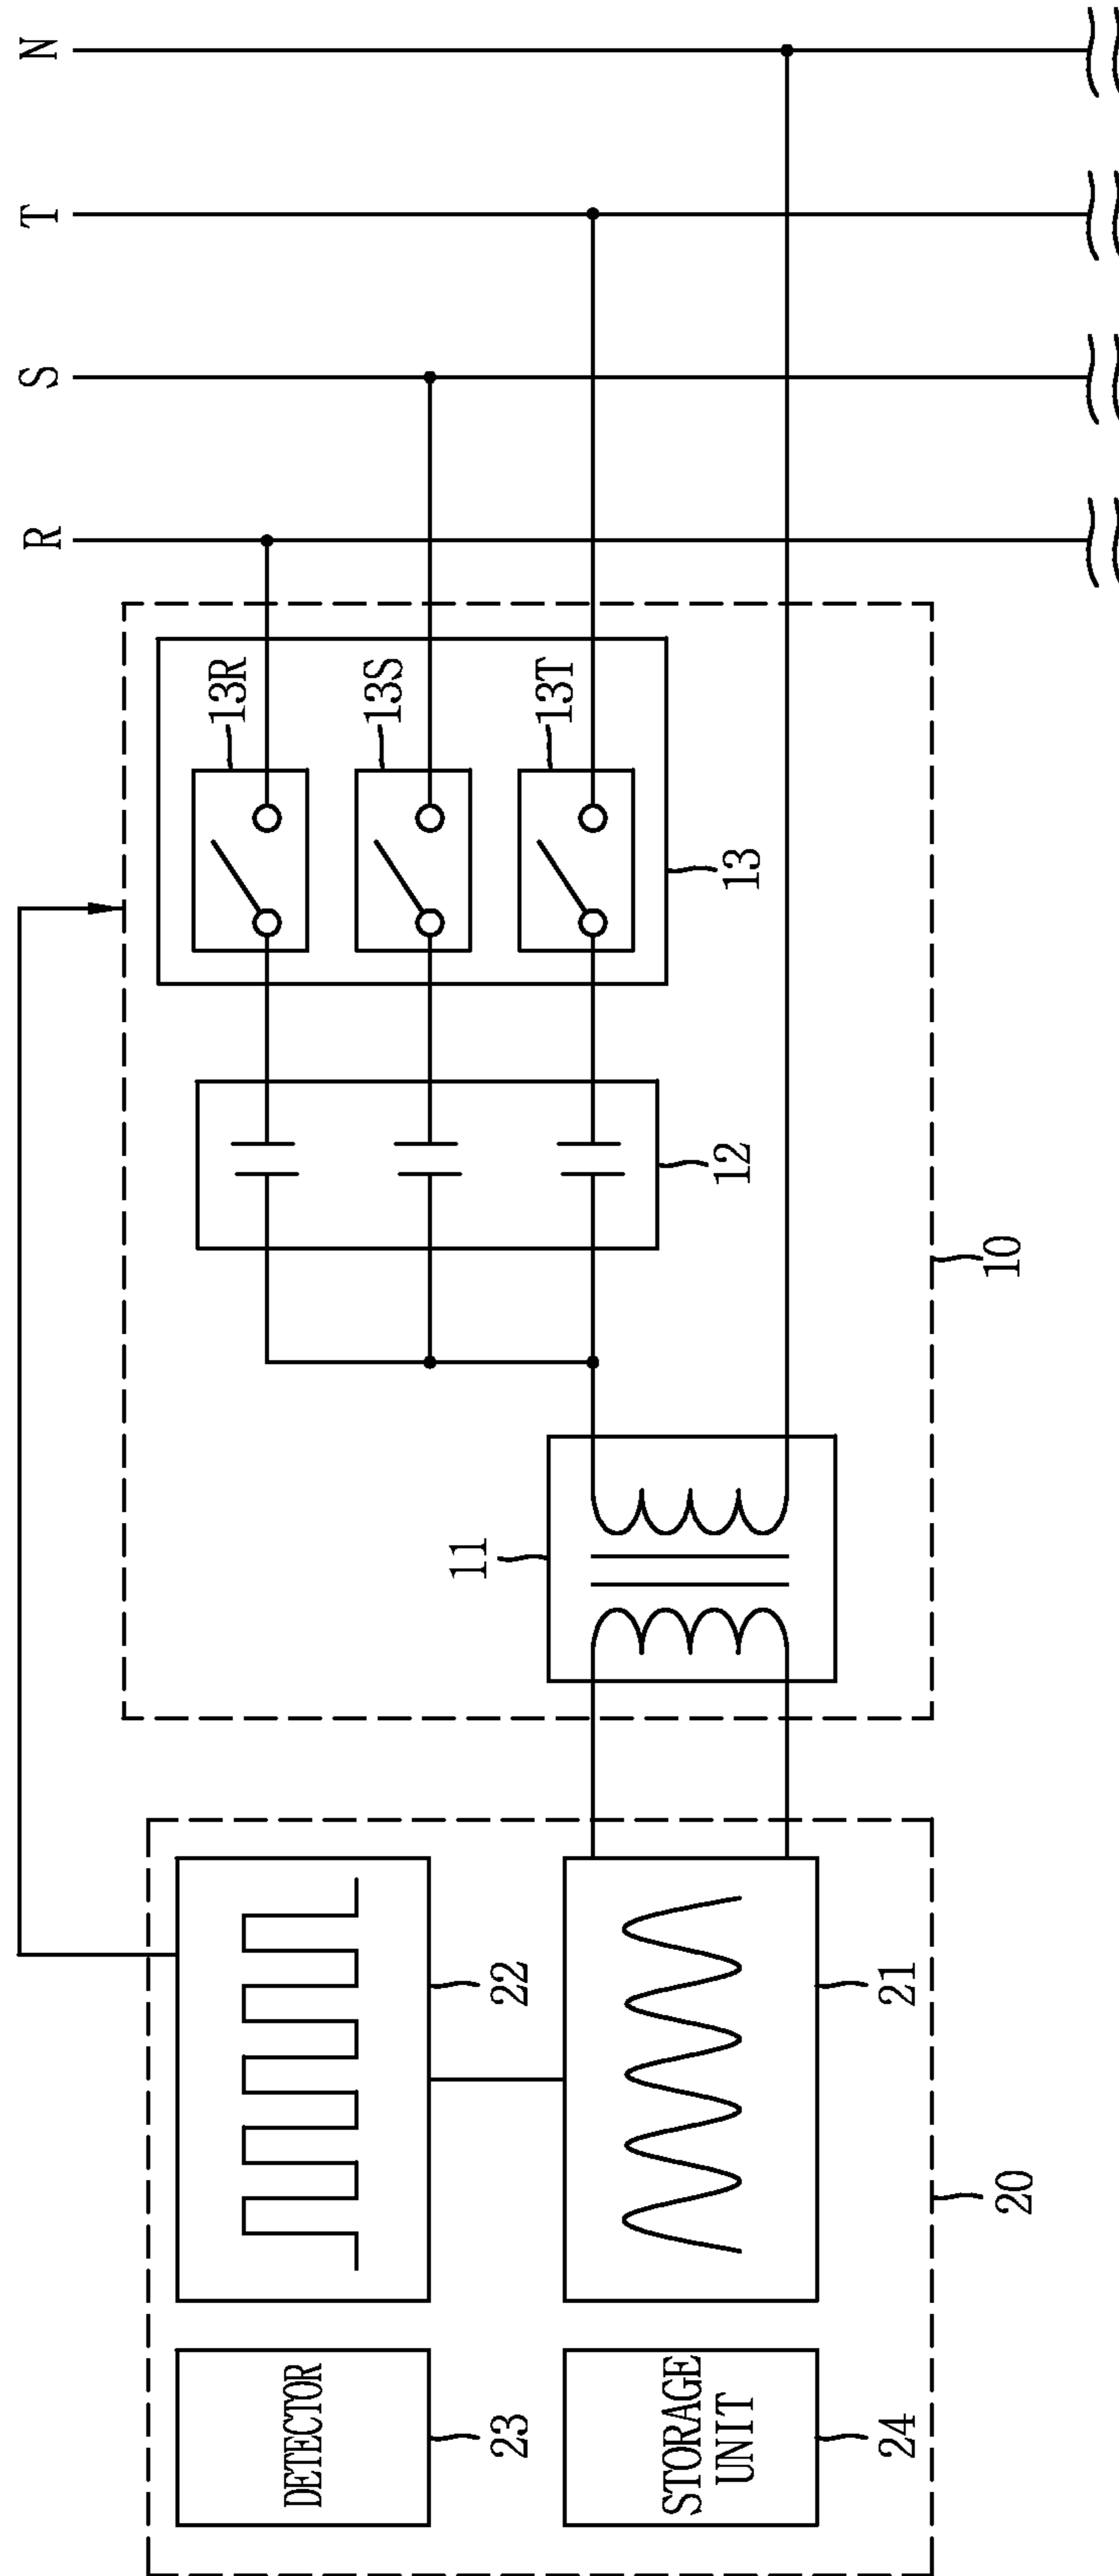 N
T
S
R
13R
13S
13T
13
12
10
11
22
21
20
DETECTOR
23
STORAGE
UNIT
24